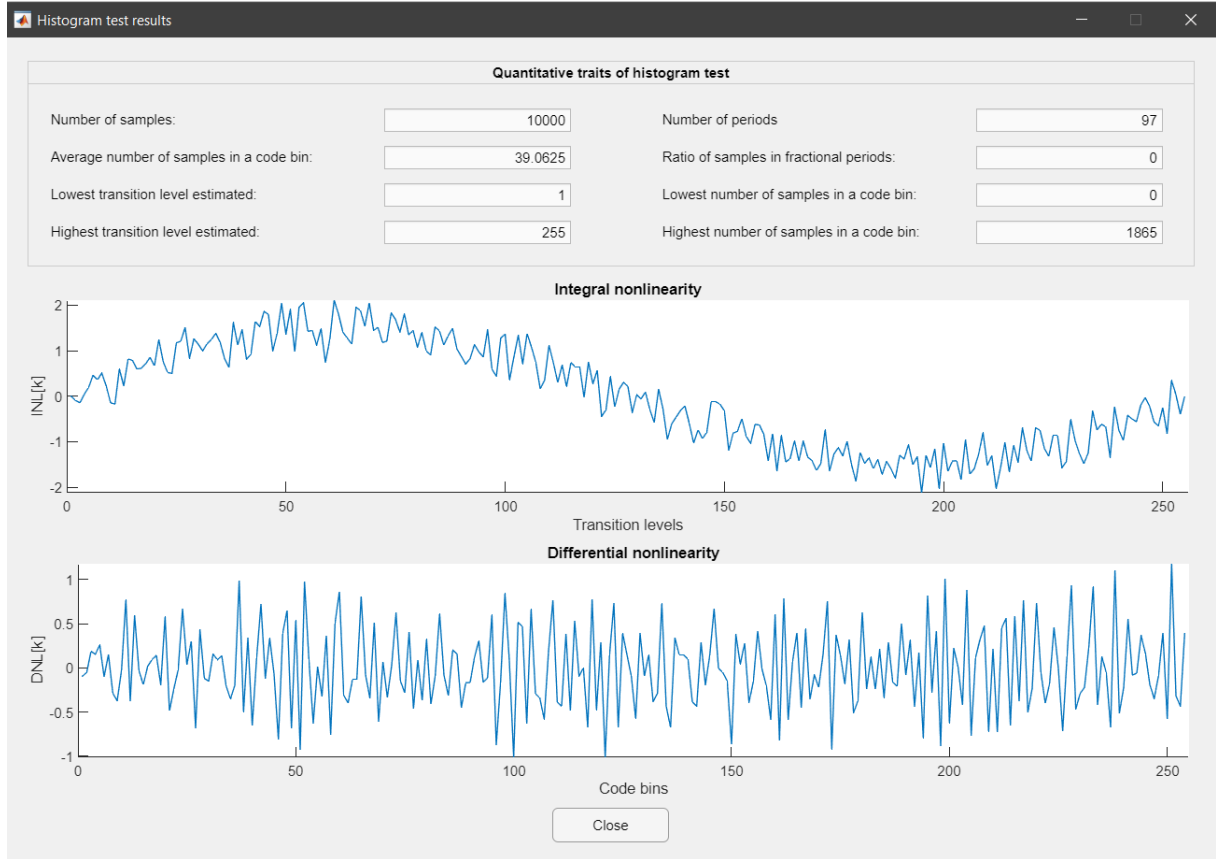 Histogram test results
Quantitative traits of histogram test
Number of samples: 10000 Number of periods 97
Average number of samples in a code bin: 39.0625 Ratio of samples in fractional periods: 0
Lowest transition level estimated: 1 Lowest number of samples in a code bin: 0
Highest transition level estimated: 255 Highest number of samples in a code bin: 1865
Integral nonlinearity
2
1
0
-1
-2
INL[k]
0 50 100 150 200 250
Transition levels
Differential nonlinearity
1
0.5
0
-0.5
-1
DNL[k]
0 50 100 150 200 250
Code bins
Close